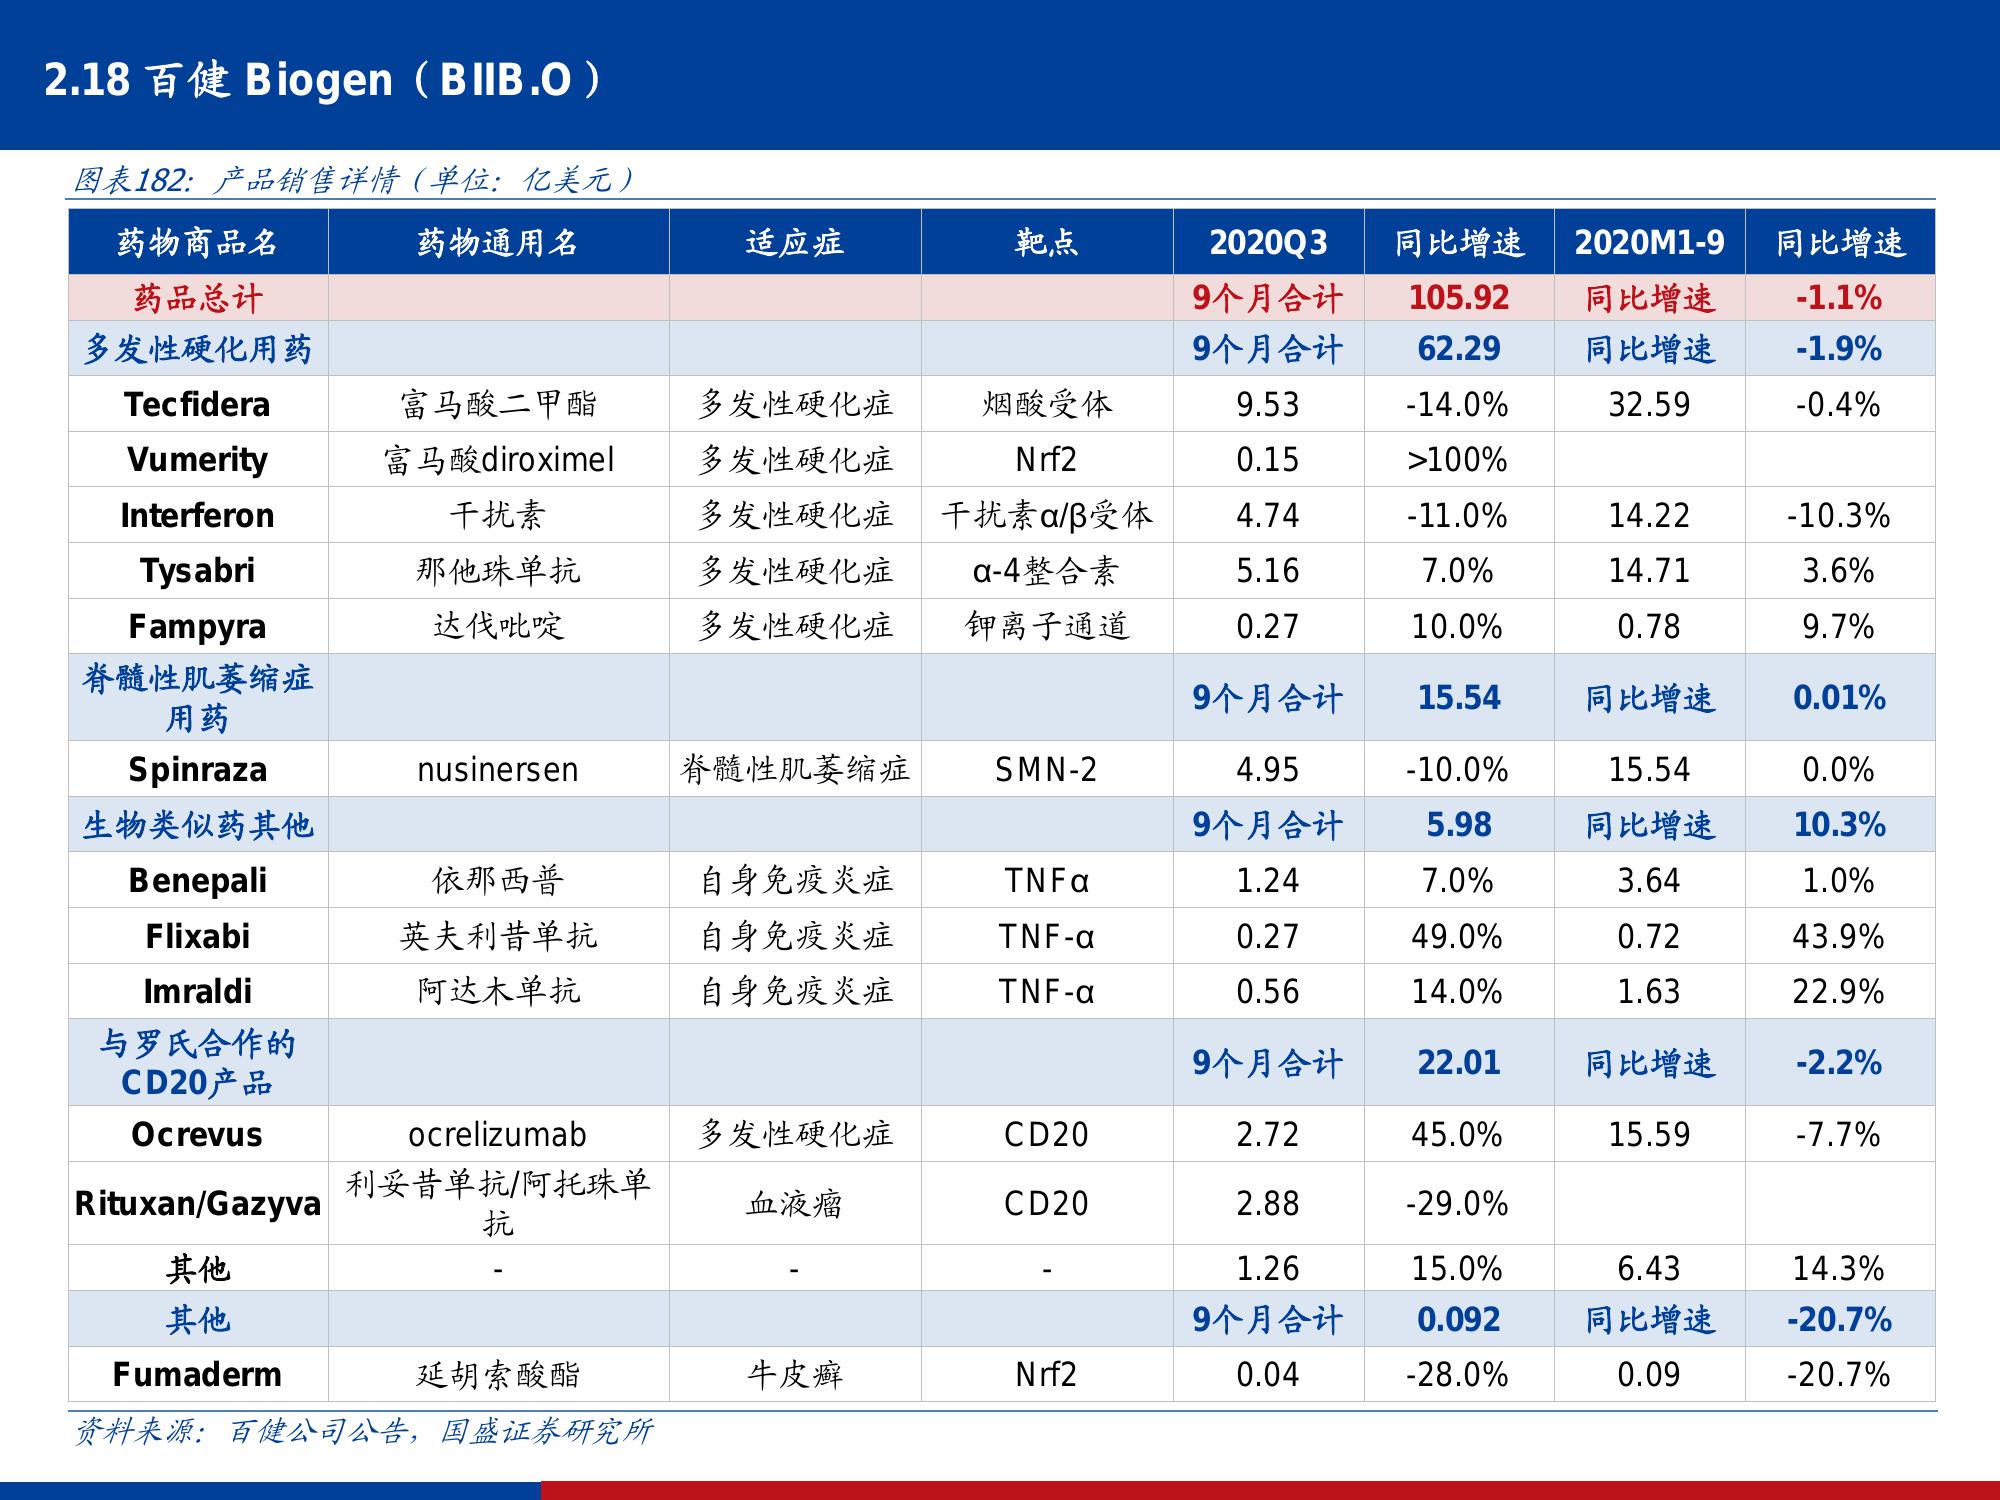 2.18 百健 Biogen（BIIB.O）
图表182：产品销售详情（单位：亿美元）
药物商品名 药物通用名 适应症 靶点 2020Q3 同比增速 2020M1-9 同比增速
药品总计 9个月合计 105.92 同比增速 -1.1%
多发性硬化用药 9个月合计 62.29 同比增速 -1.9%
Tecfidera 富马酸二甲酯 多发性硬化症 烟酸受体 9.53 -14.0% 32.59 -0.4%
Vumerity 富马酸diroximel 多发性硬化症 Nrf2 0.15 >100%
Interferon 干扰素 多发性硬化症 干扰素α/β受体 4.74 -11.0% 14.22 -10.3%
Tysabri 那他珠单抗 多发性硬化症 α-4整合素 5.16 7.0% 14.71 3.6%
Fampyra 达伐吡啶 多发性硬化症 钾离子通道 0.27 10.0% 0.78 9.7%
脊髓性肌萎缩症
用药 9个月合计 15.54 同比增速 0.01%
Spinraza nusinersen 脊髓性肌萎缩症 SMN-2 4.95 -10.0% 15.54 0.0%
生物类似药其他 9个月合计 5.98 同比增速 10.3%
Benepali 依那西普 自身免疫炎症 TNFα 1.24 7.0% 3.64 1.0%
Flixabi 英夫利昔单抗 自身免疫炎症 TNF-α 0.27 49.0% 0.72 43.9%
Imraldi 阿达木单抗 自身免疫炎症 TNF-α 0.56 14.0% 1.63 22.9%
与罗氏合作的
CD20产品 9个月合计 22.01 同比增速 -2.2%
Ocrevus ocrelizumab 多发性硬化症 CD20 2.72 45.0% 15.59 -7.7%
Rituxan/Gazyva 利妥昔单抗/阿托珠单
抗 血液瘤 CD20 2.88 -29.0%
其他 - - - 1.26 15.0% 6.43 14.3%
其他 9个月合计 0.092 同比增速 -20.7%
Fumaderm 延胡索酸酯 牛皮癣 Nrf2 0.04 -28.0% 0.09 -20.7%
资料来源：百健公司公告，国盛证券研究所